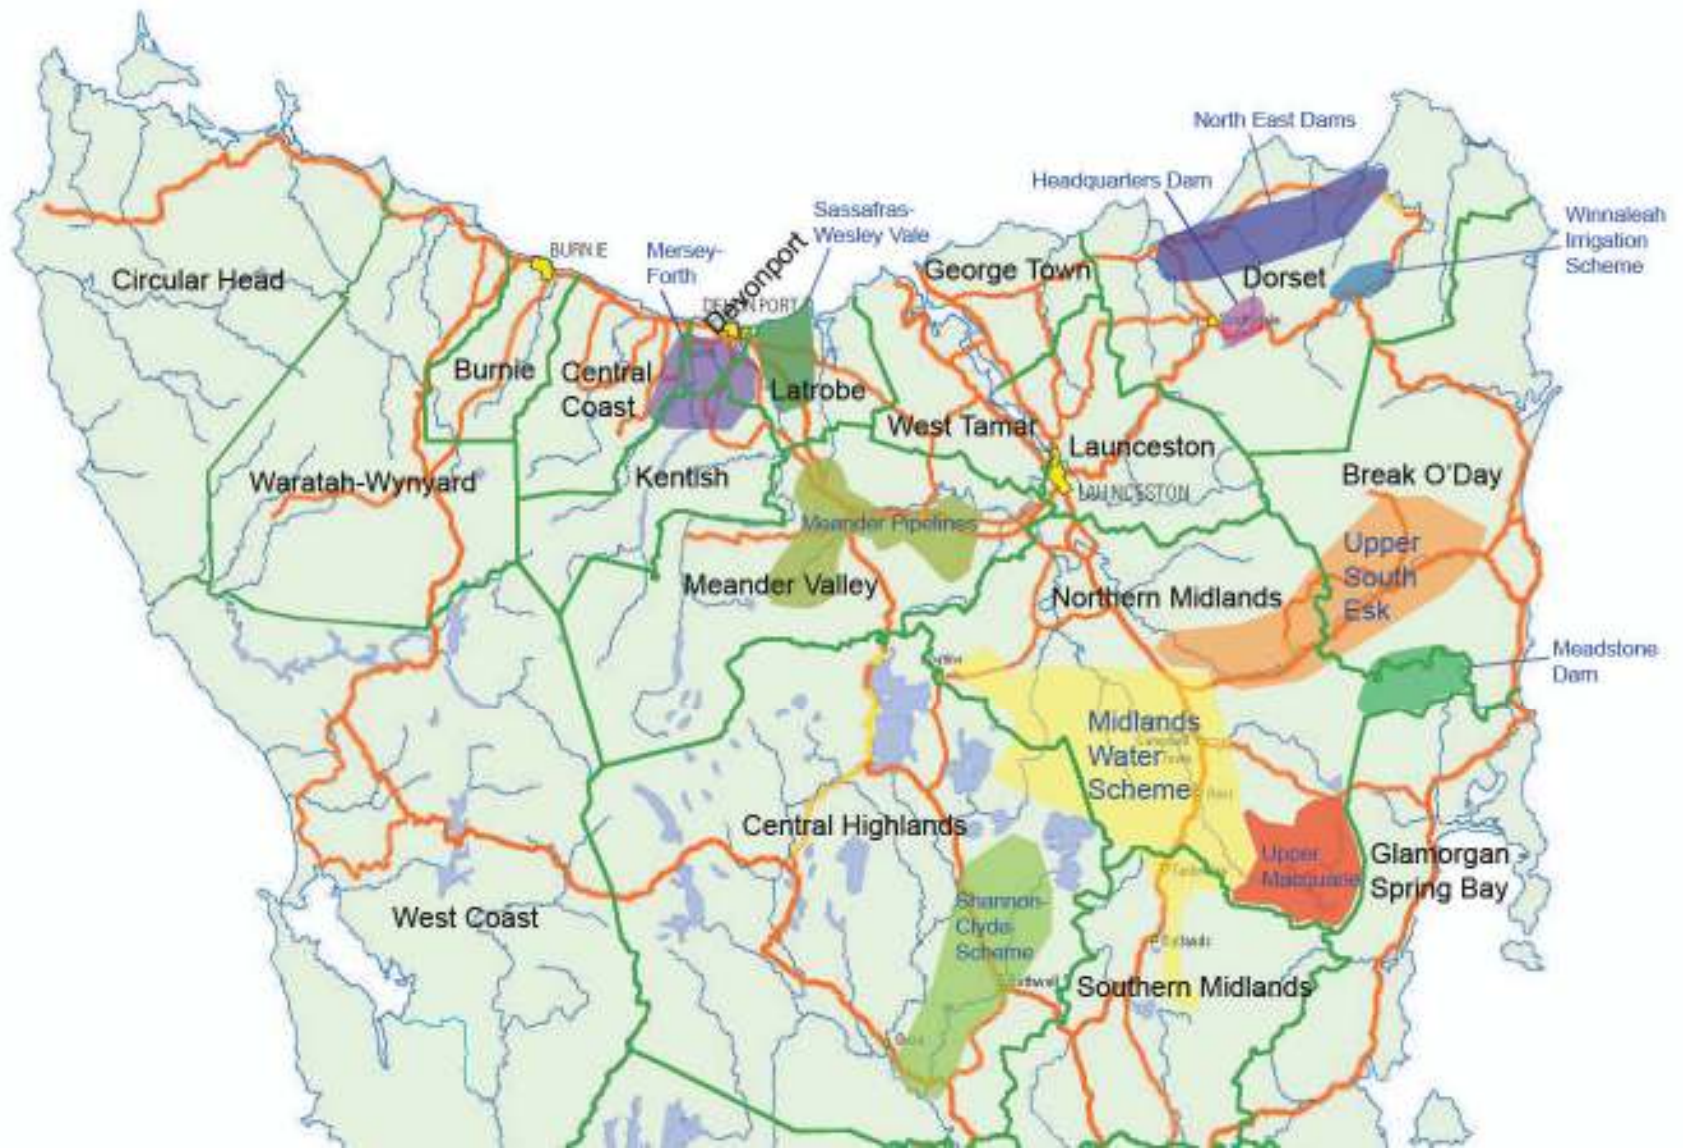 North East Dams
Headquarters Dam
Sassafras-
Wesley Vale
Winnaleah
Irrigation
Scheme
BURNIE
Mersey-
Forth
Devonport
George Town
Circular Head
Dorset
Burnie
Central
Coast
Latrobe
West Tamar
Launceston
Waratah-Wynyard
Kentish
Break O'Day
LAUNCESTON
Meander Pipelines
Upper
South
Esk
Meander Valley
Northern Midlands
Meadstone
Dam
Midlands
Water
Scheme
Central Highlands
Upper
Macquarie
Glamorgan
Spring Bay
Shannon-
Clyde
Scheme
West Coast
Southern Midlands